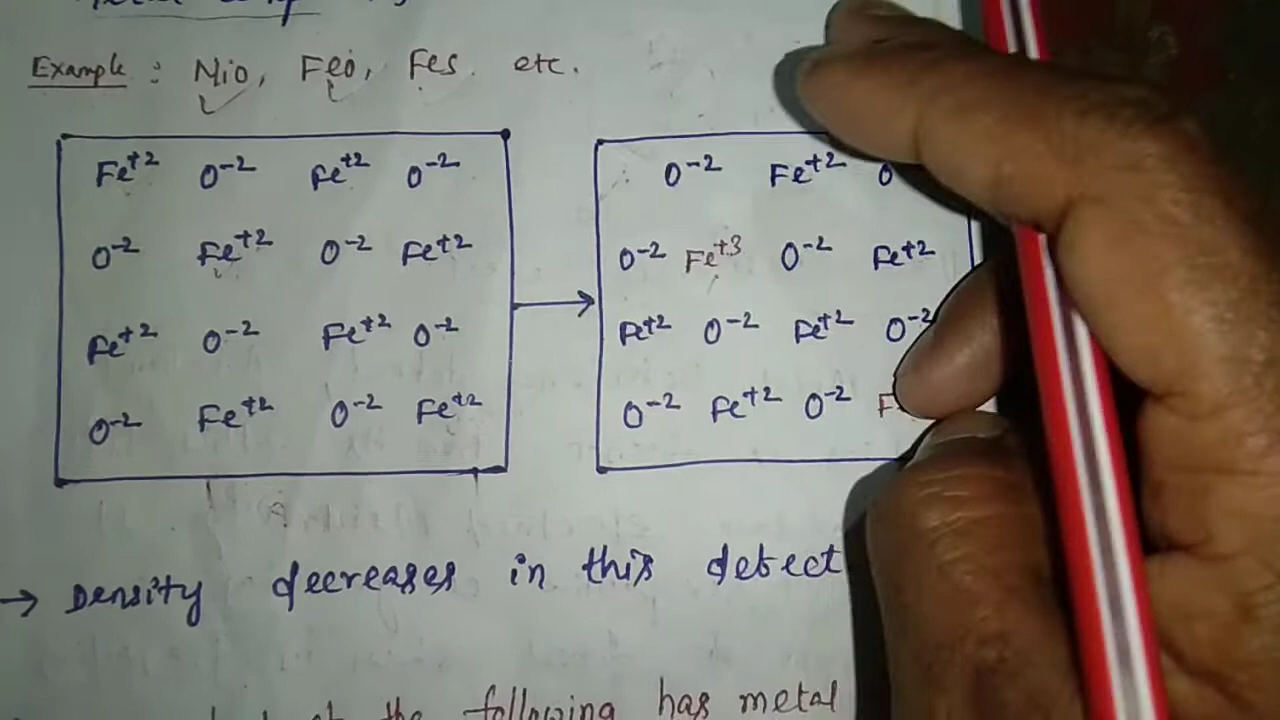 Example : Nio, Feo, Fes. etc.
Fe+2 O-2 Fe+2 O-2
O-2 Fe+2 O-2 Fe+2
Fe+2 O-2 Fe+2 O-2
O-2 Fe+2 O-2 Fe+2
O-2 Fe+2 O
O-2 Fe+3 O-2 Fe+2
Fe+2 O-2 Fe+2 O-2
O-2 Fe+2 O-2 F
→ Density decreases in this defect
the following has metal